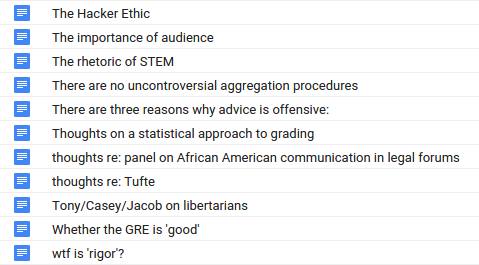 The Hacker Ethic
The importance of audience
The rhetoric of STEM
There are no uncontroversial aggregation procedures
There are three reasons why advice is offensive:
Thoughts on a statistical approach to grading
thoughts re: panel on African American communication in legal forums
thoughts re: Tufte
Tony/Casey/Jacob on libertarians
Whether the GRE is 'good'
wtf is 'rigor'?